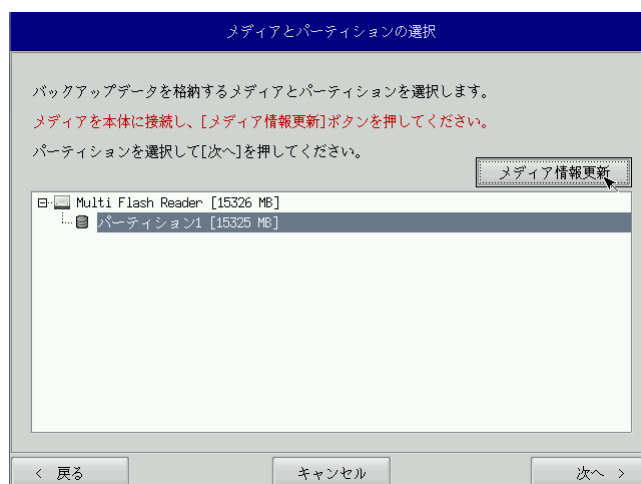 メディアとパーティションの選択
バックアップデータを格納するメディアとパーティションを選択します。
メディアを本体に接続し、[メディア情報更新]ボタンを押してください。
パーティションを選択して[次へ]を押してください。
メディア情報更新
Multi Flash Reader [15326 MB]
パーティション1 [15325 MB]
< 戻る
キャンセル
次へ >